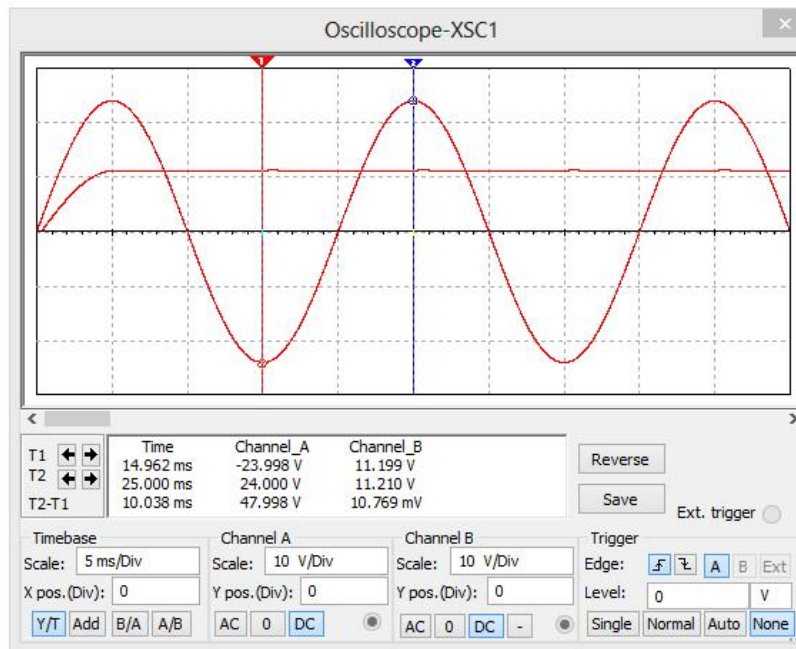 Oscilloscope-XSC1
×
1 2
Time Channel_A Channel_B
T1 14.962 ms -23.998 V 11.199 V
T2 25.000 ms 24.000 V 11.210 V
T2-T1 10.038 ms 47.998 V 10.769 mV
Reverse
Save
Ext. trigger
Timebase
Scale: 5 ms/Div
X pos.(Div): 0
Y/T Add B/A A/B
Channel A
Scale: 10 V/Div
Y pos.(Div): 0
AC 0 DC
Channel B
Scale: 10 V/Div
Y pos.(Div): 0
AC 0 DC -
Trigger
Edge: A B Ext
Level: 0 V
Single Normal Auto None